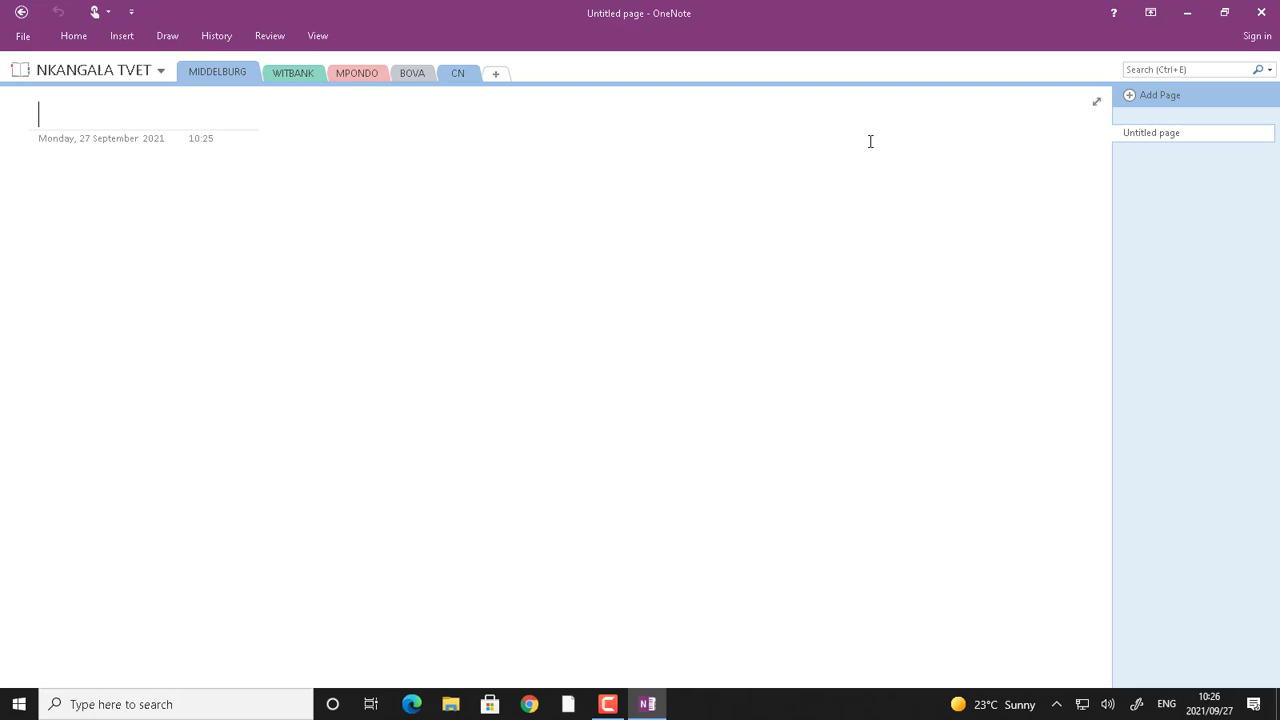 Untitled page - OneNote
?
File Home Insert Draw History Review View Sign in
NKANGALA TVET MIDDELBURG WITBANK MPONDO BOVA CN + Search (Ctrl+E)
Add Page
Monday, 27 September 2021 10:25
Untitled page
Type here to search
N
23°C Sunny
ENG
10:26
2021/09/27